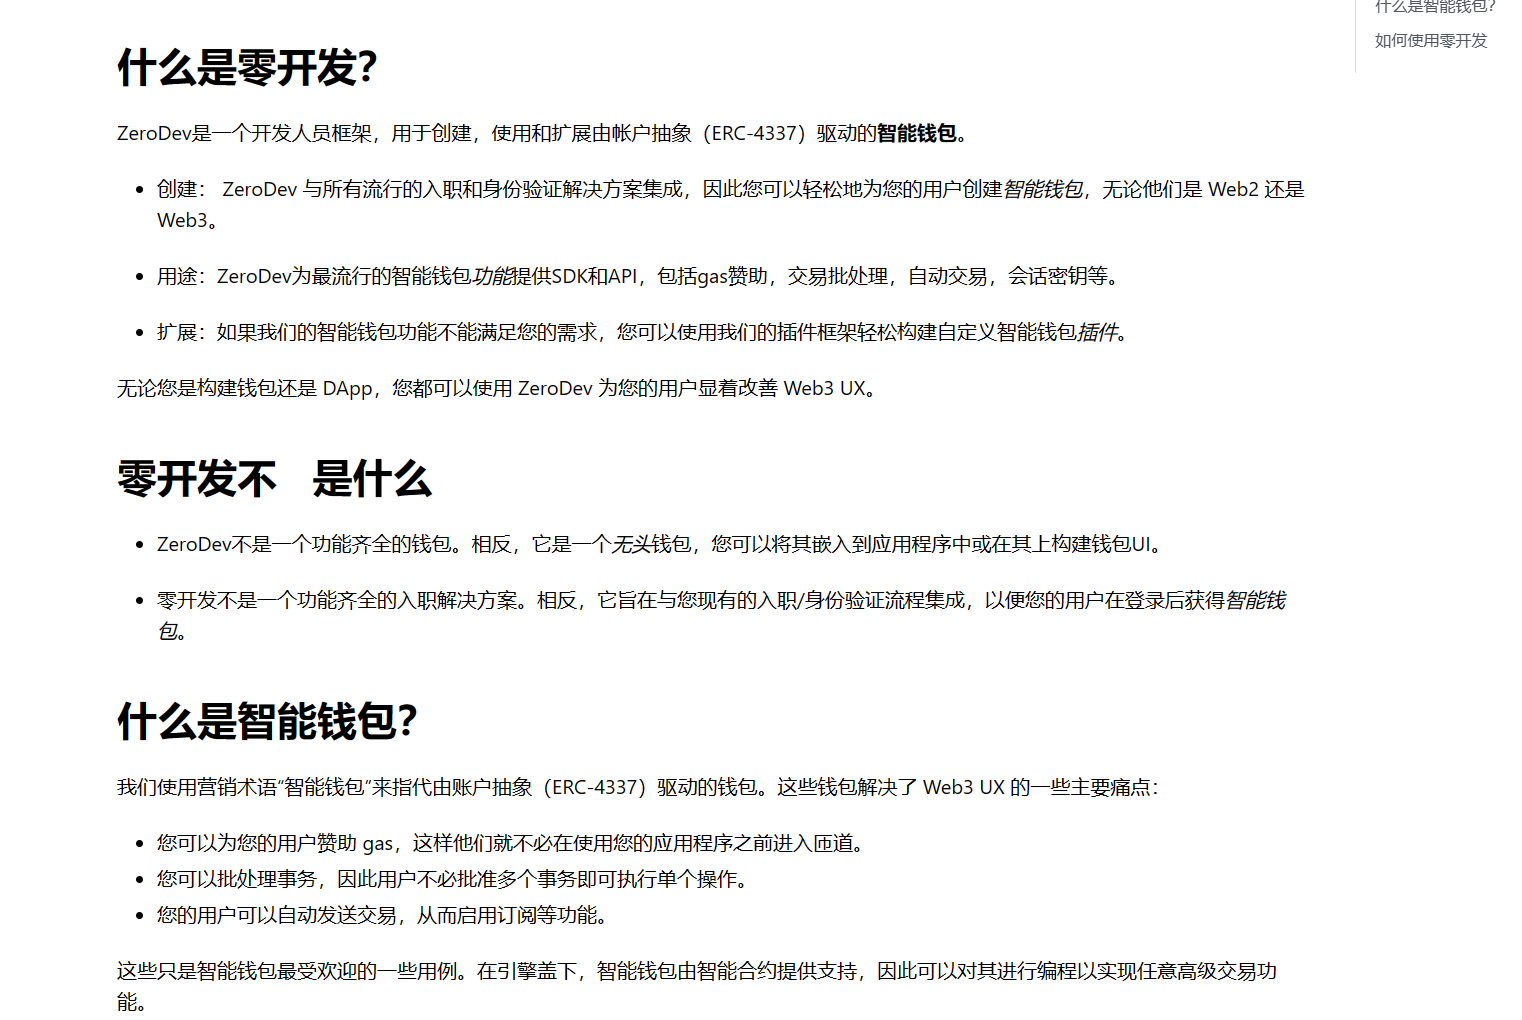 什么是智能钱包?
如何使用零开发
什么是零开发?
ZeroDev是一个开发人员框架，用于创建，使用和扩展由帐户抽象（ERC-4337）驱动的智能钱包。
创建： ZeroDev 与所有流行的入职和身份验证解决方案集成，因此您可以轻松地为您的用户创建智能钱包，无论他们是 Web2 还是
Web3。
用途：ZeroDev为最流行的智能钱包功能提供SDK和API，包括gas赞助，交易批处理，自动交易，会话密钥等。
扩展：如果我们的智能钱包功能不能满足您的需求，您可以使用我们的插件框架轻松构建自定义智能钱包插件。
无论您是构建钱包还是 DApp，您都可以使用 ZeroDev 为您的用户显着改善 Web3 UX。
零开发不 是什么
ZeroDev不是一个功能齐全的钱包。相反，它是一个无头钱包，您可以将其嵌入到应用程序中或在其上构建钱包UI。
零开发不是一个功能齐全的入职解决方案。相反，它旨在与您现有的入职/身份验证流程集成，以便您的用户在登录后获得智能钱
包。
什么是智能钱包?
我们使用营销术语“智能钱包”来指代由账户抽象（ERC-4337）驱动的钱包。这些钱包解决了 Web3 UX 的一些主要痛点：
您可以为您的用户赞助 gas，这样他们就不必在使用您的应用程序之前进入匝道。
您可以批处理事务，因此用户不必批准多个事务即可执行单个操作。
您的用户可以自动发送交易，从而启用订阅等功能。
这些只是智能钱包最受欢迎的一些用例。在引擎盖下，智能钱包由智能合约提供支持，因此可以对其进行编程以实现任意高级交易功
能。